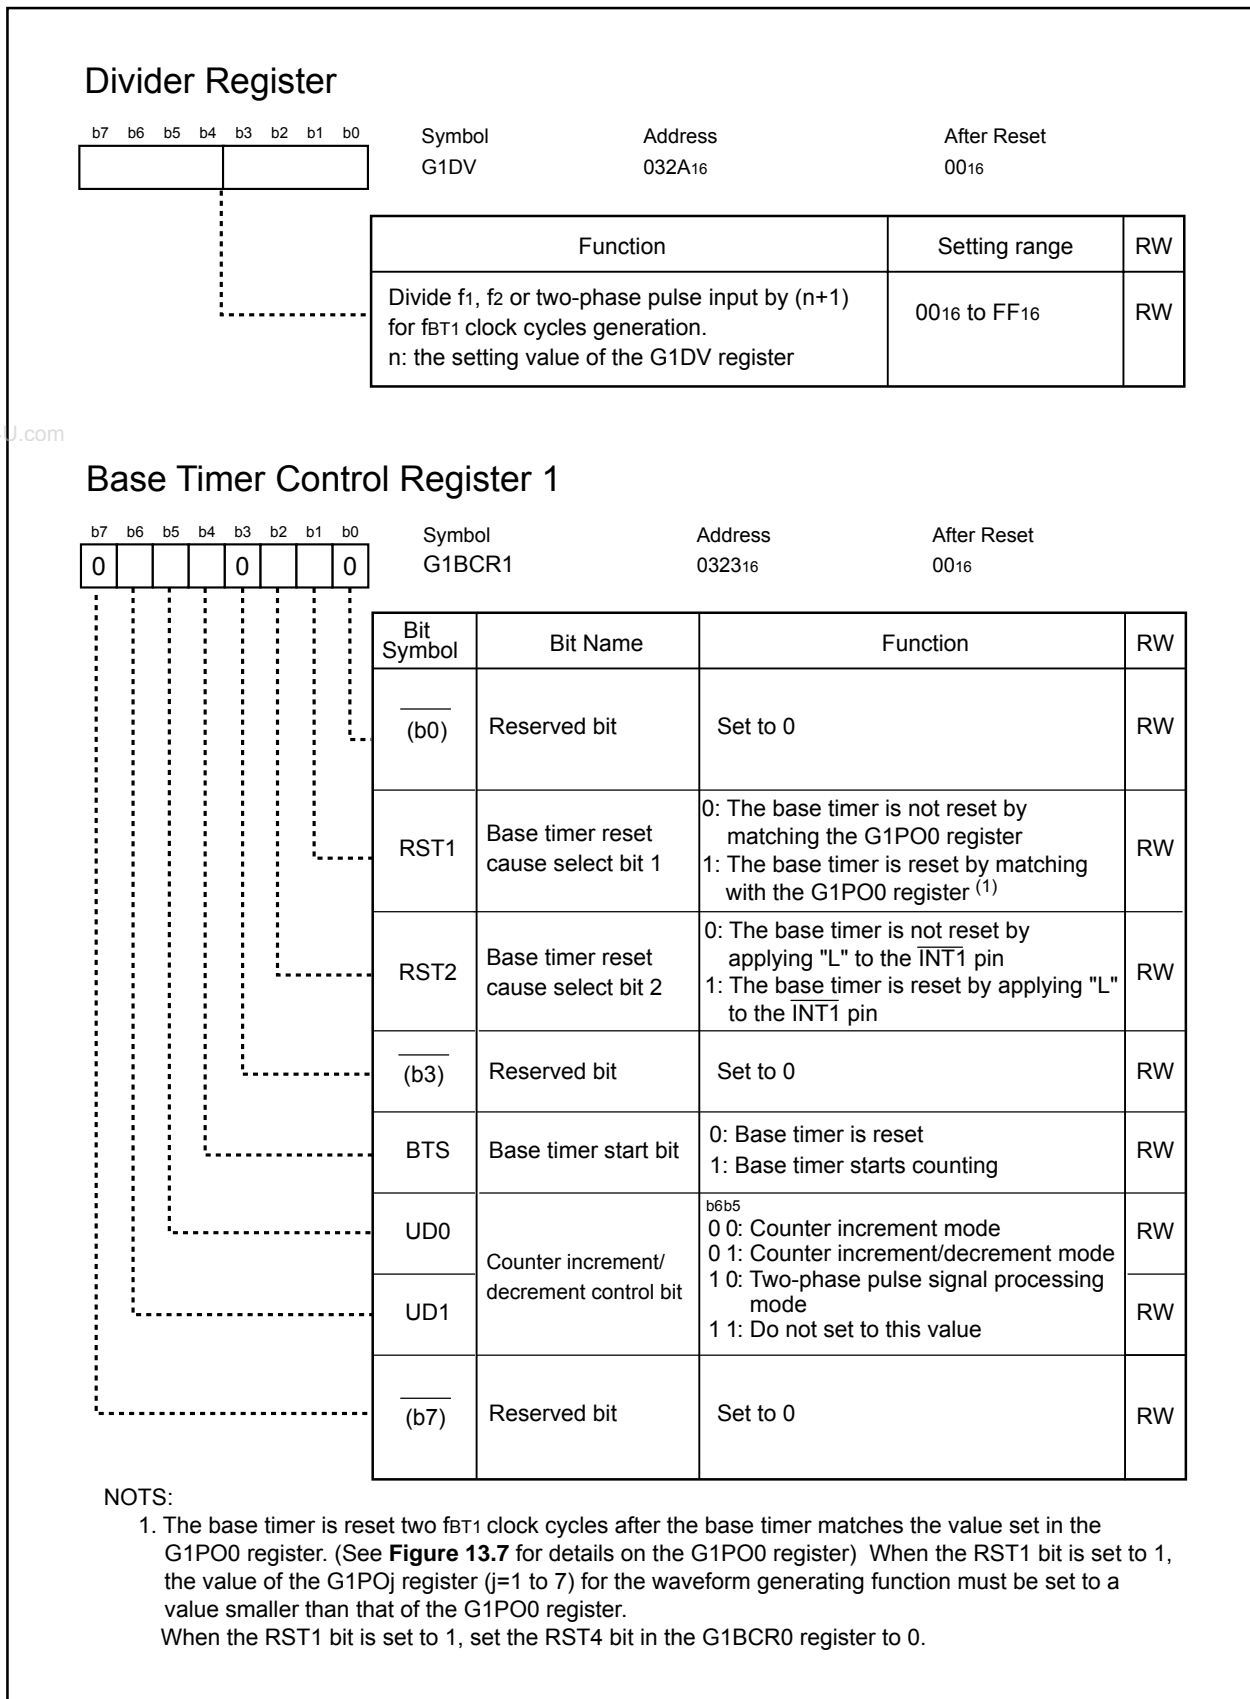 Divider Register
b7 b6 b5 b4 b3 b2 b1 b0
Symbol Address After Reset
G1DV 032A16 0016
Function Setting range RW
Divide f1, f2 or two-phase pulse input by (n+1)
for fBT1 clock cycles generation.
n: the setting value of the G1DV register
0016 to FF16 RW
U.com
Base Timer Control Register 1
b7 b6 b5 b4 b3 b2 b1 b0
0 0 0
Symbol Address After Reset
G1BCR1 032316 0016
Bit
Symbol
Bit Name Function RW
(b0) Reserved bit Set to 0 RW
RST1
Base timer reset
cause select bit 1
0: The base timer is not reset by
matching the G1PO0 register
1: The base timer is reset by matching
with the G1PO0 register (1)
RW
RST2
Base timer reset
cause select bit 2
0: The base timer is not reset by
applying "L" to the INT1 pin
1: The base timer is reset by applying "L"
to the INT1 pin
RW
(b3) Reserved bit Set to 0 RW
BTS Base timer start bit
0: Base timer is reset
1: Base timer starts counting
RW
UD0
UD1
Counter increment/
decrement control bit
b6b5
0 0: Counter increment mode
0 1: Counter increment/decrement mode
1 0: Two-phase pulse signal processing
mode
1 1: Do not set to this value
RW
RW
(b7) Reserved bit Set to 0 RW
NOTS:
1. The base timer is reset two fBT1 clock cycles after the base timer matches the value set in the
G1PO0 register. (See Figure 13.7 for details on the G1PO0 register) When the RST1 bit is set to 1,
the value of the G1POj register (j=1 to 7) for the waveform generating function must be set to a
value smaller than that of the G1PO0 register.
When the RST1 bit is set to 1, set the RST4 bit in the G1BCR0 register to 0.